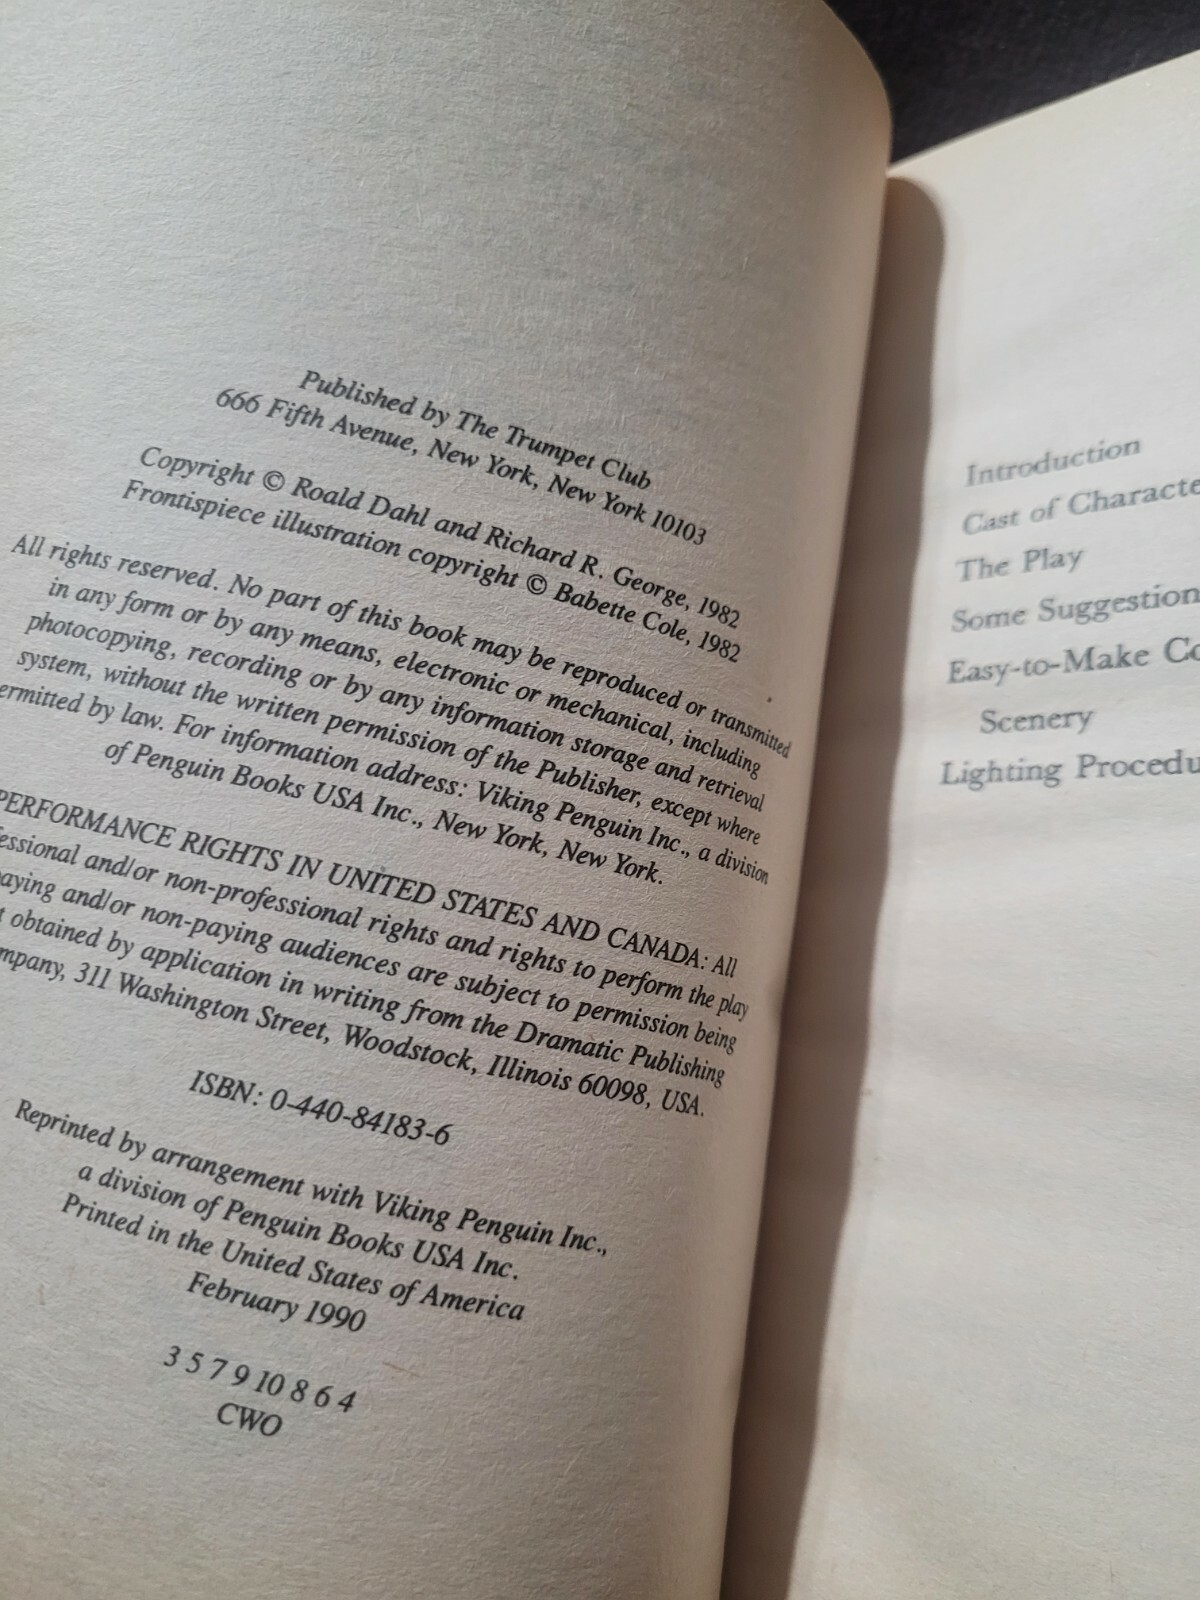 Published by The Trumpet Club
666 Fifth Avenue, New York, New York 10103
Copyright © Roald Dahl and Richard R. George, 1982
Frontispiece illustration copyright © Babette Cole, 1982
All rights reserved. No part of this book may be reproduced or transmitted
in any form or by any means, electronic or mechanical, including
photocopying, recording or by any information storage and retrieval
system, without the written permission of the Publisher, except where
ermitted by law. For information address: Viking Penguin Inc., a division
of Penguin Books USA Inc., New York, New York.
PERFORMANCE RIGHTS IN UNITED STATES AND CANADA: All
fessional and/or non-professional rights and rights to perform the play
paying and/or non-paying audiences are subject to permission being
t obtained by application in writing from the Dramatic Publishing
mpany, 311 Washington Street, Woodstock, Illinois 60098, USA.
ISBN: 0-440-84183-6
Reprinted by arrangement with Viking Penguin Inc.,
a division of Penguin Books USA Inc.
Printed in the United States of America
February 1990
3 5 7 9 10 8 6 4
CWO
Introduction
Cast of Characte
The Play
Some Suggestion
Easy-to-Make Co
Scenery
Lighting Procedu